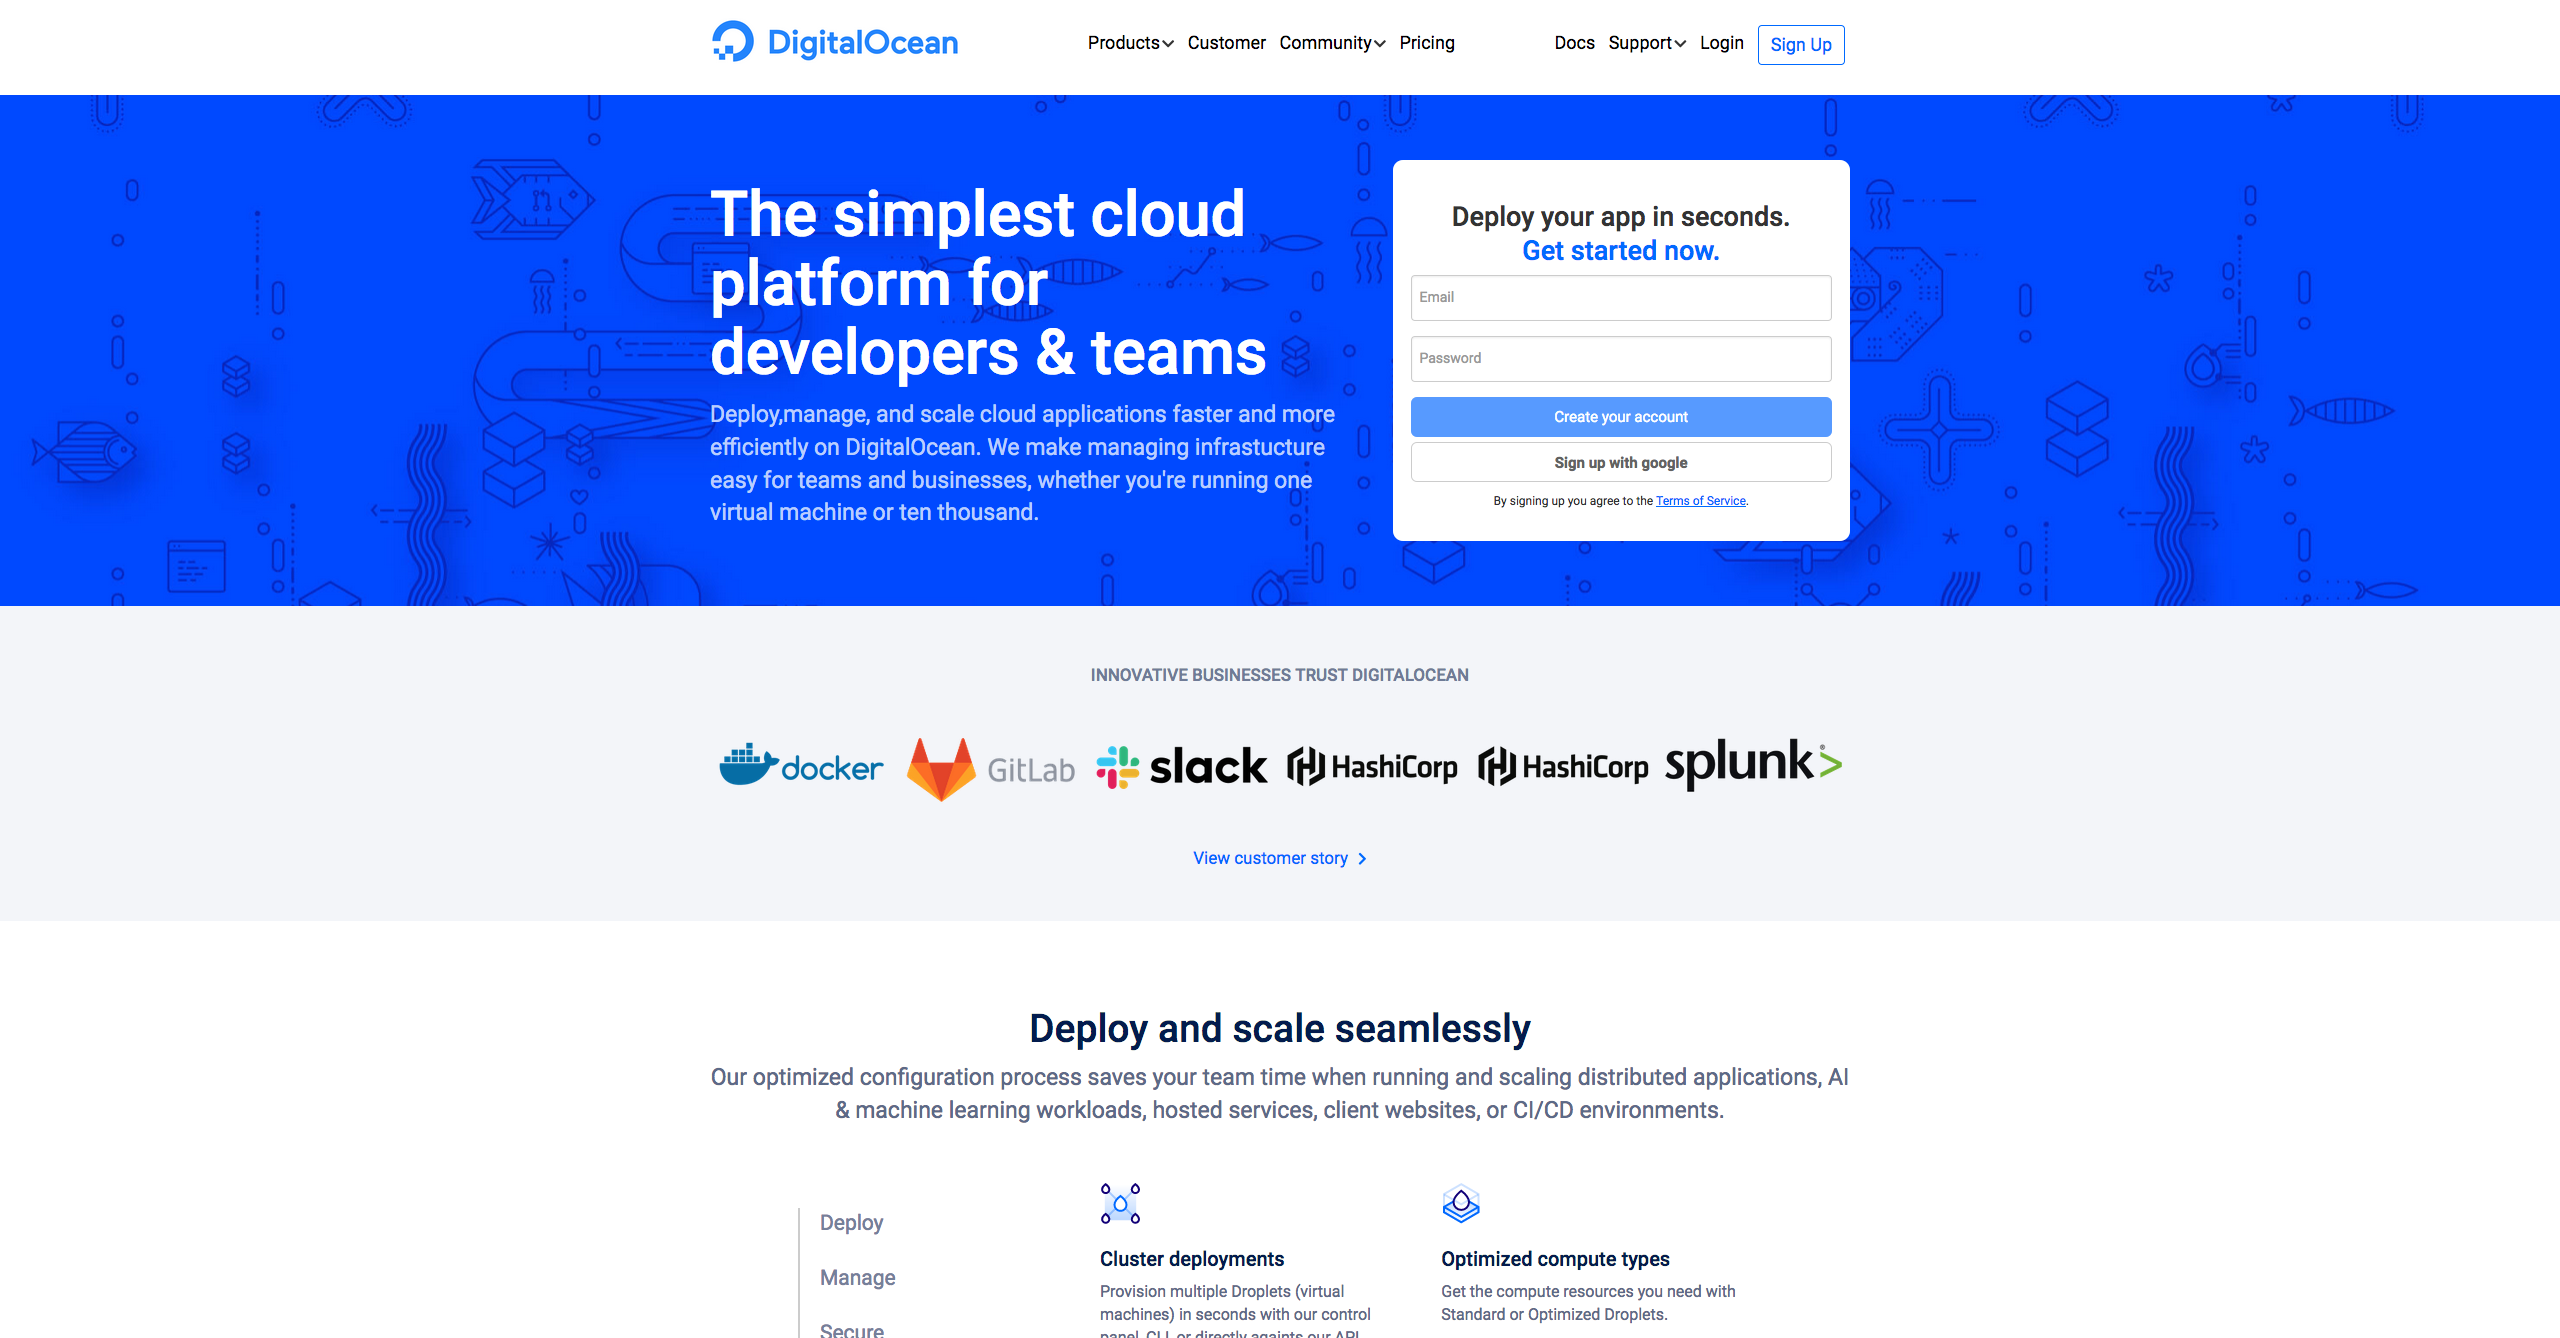 DigitalOcean
Products Customer Community Pricing Docs Support Login Sign Up
The simplest cloud
platform for
developers & teams
Deploy,manage, and scale cloud applications faster and more
efficiently on DigitalOcean. We make managing infrastucture
easy for teams and businesses, whether you're running one
virtual machine or ten thousand.
Deploy your app in seconds.
Get started now.
Email
Password
Create your account
Sign up with google
By signing up you agree to the Terms of Service.
INNOVATIVE BUSINESSES TRUST DIGITALOCEAN
docker GitLab slack HashiCorp HashiCorp splunk>
View customer story
Deploy and scale seamlessly
Our optimized configuration process saves your team time when running and scaling distributed applications, AI
& machine learning workloads, hosted services, client websites, or CI/CD environments.
Deploy
Manage
Secure
Cluster deployments
Provision multiple Droplets (virtual
machines) in seconds with our control
panel, CLI, or directly againts our API.
Optimized compute types
Get the compute resources you need with
Standard or Optimized Droplets.